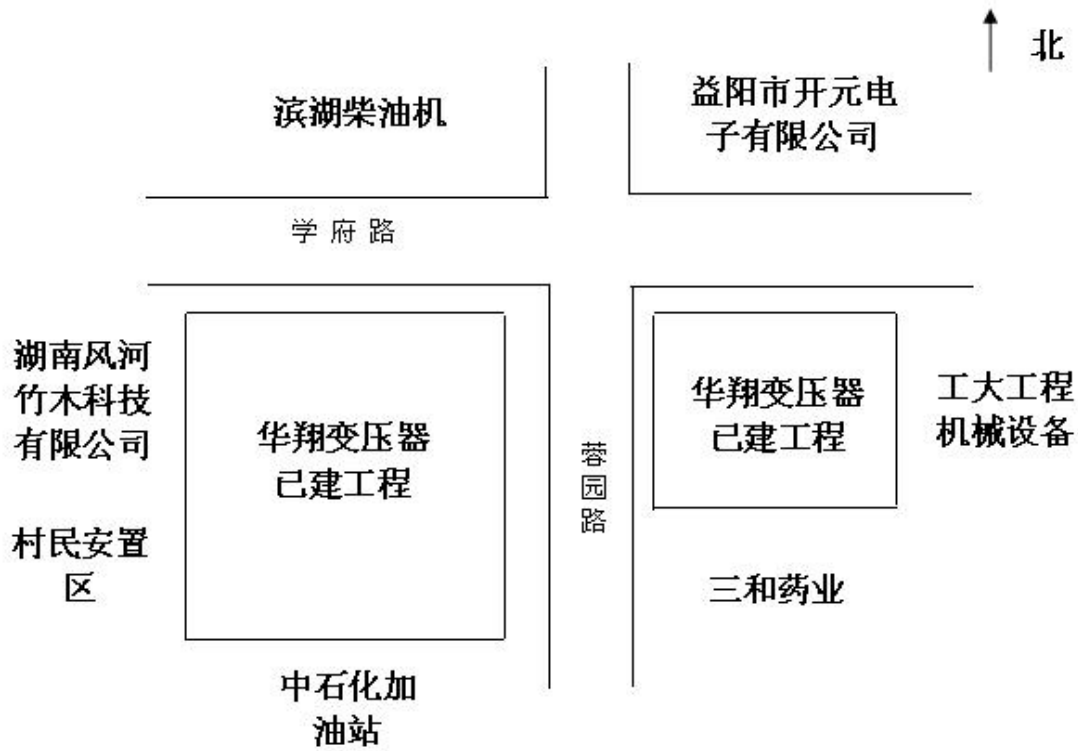 北
滨湖柴油机
益阳市开元电
子有限公司
学府路
湖南风河
竹木科技
有限公司
华翔变压器
已建工程
蓉园路
华翔变压器
已建工程
工大工程
机械设备
村民安置
区
三和药业
中石化加
油站